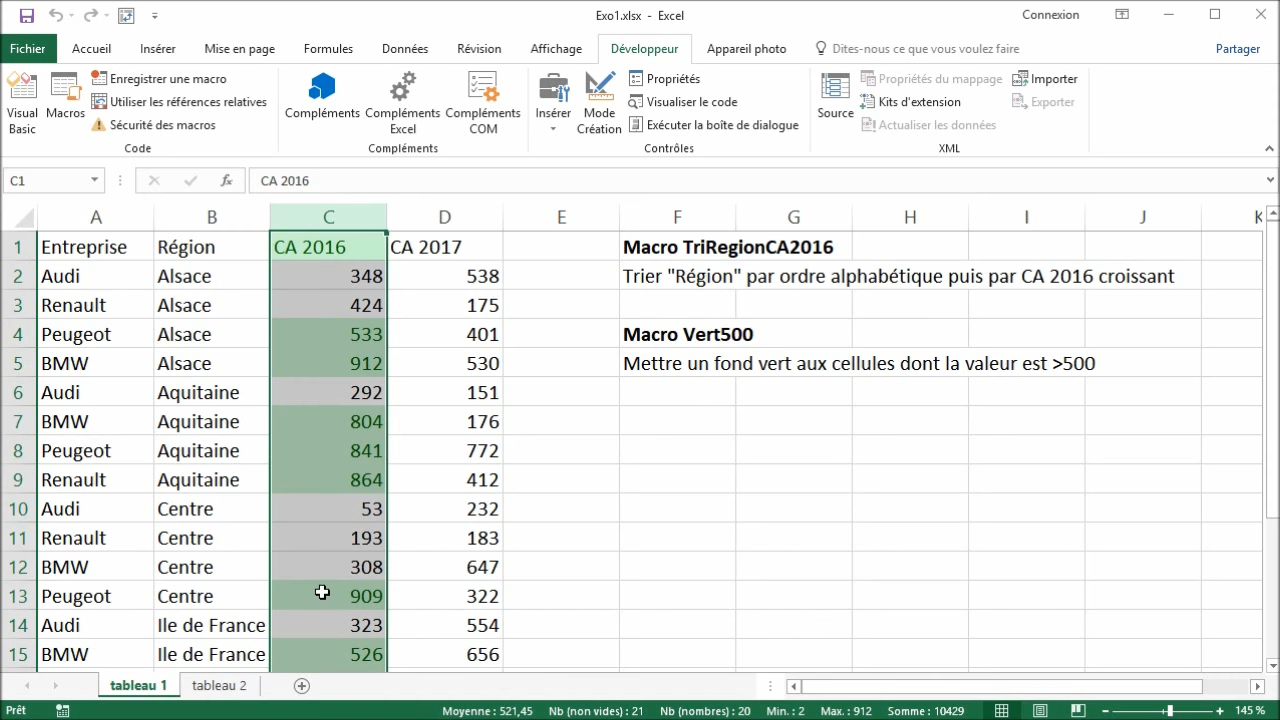 Exo1.xlsx - Excel
Connexion
Fichier Accueil Insérer Mise en page Formules Données Révision Affichage Développeur Appareil photo Dites-nous ce que vous voulez faire Partager
Visual Basic
Macros
Enregistrer une macro
Utiliser les références relatives
Sécurité des macros
Code
Compléments
Compléments Excel
Compléments COM
Compléments
Insérer
Mode Création
Propriétés
Visualiser le code
Exécuter la boîte de dialogue
Contrôles
Source
Propriétés du mappage
Kits d'extension
Actualiser les données
Importer
Exporter
XML
C1 fx CA 2016
A B C D E F G H I J K
1 Entreprise Région CA 2016 CA 2017 Macro TriRegionCA2016
2 Audi Alsace 348 538 Trier "Région" par ordre alphabétique puis par CA 2016 croissant
3 Renault Alsace 424 175
4 Peugeot Alsace 533 401 Macro Vert500
5 BMW Alsace 912 530 Mettre un fond vert aux cellules dont la valeur est >500
6 Audi Aquitaine 292 151
7 BMW Aquitaine 804 176
8 Peugeot Aquitaine 841 772
9 Renault Aquitaine 864 412
10 Audi Centre 53 232
11 Renault Centre 193 183
12 BMW Centre 308 647
13 Peugeot Centre 909 322
14 Audi Ile de France 323 554
15 BMW Ile de France 526 656
tableau 1 tableau 2
Prêt Moyenne : 521,45 Nb (non vides) : 21 Nb (nombres) : 20 Min. : 2 Max. : 912 Somme : 10429 145 %